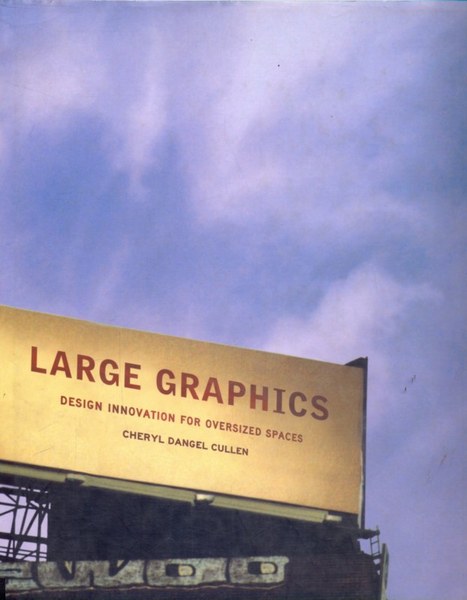 LARGE GRAPHICS
DESIGN INNOVATION FOR OVERSIZED SPACES
CHERYL DANGEL CULLEN